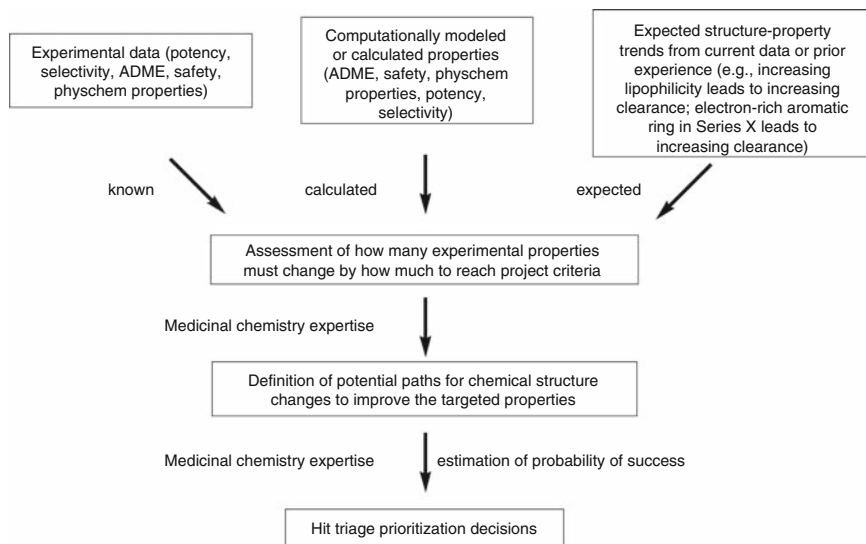 Experimental data (potency,
selectivity, ADME, safety,
physchem properties)
Computationally modeled
or calculated properties
(ADME, safety, physchem
properties, potency,
selectivity)
Expected structure-property
trends from current data or prior
experience (e.g., increasing
lipophilicity leads to increasing
clearance; electron-rich aromatic
ring in Series X leads to
increasing clearance)
known
calculated
expected
Assessment of how many experimental properties
must change by how much to reach project criteria
Medicinal chemistry expertise
Definition of potential paths for chemical structure
changes to improve the targeted properties
Medicinal chemistry expertise
estimation of probability of success
Hit triage prioritization decisions